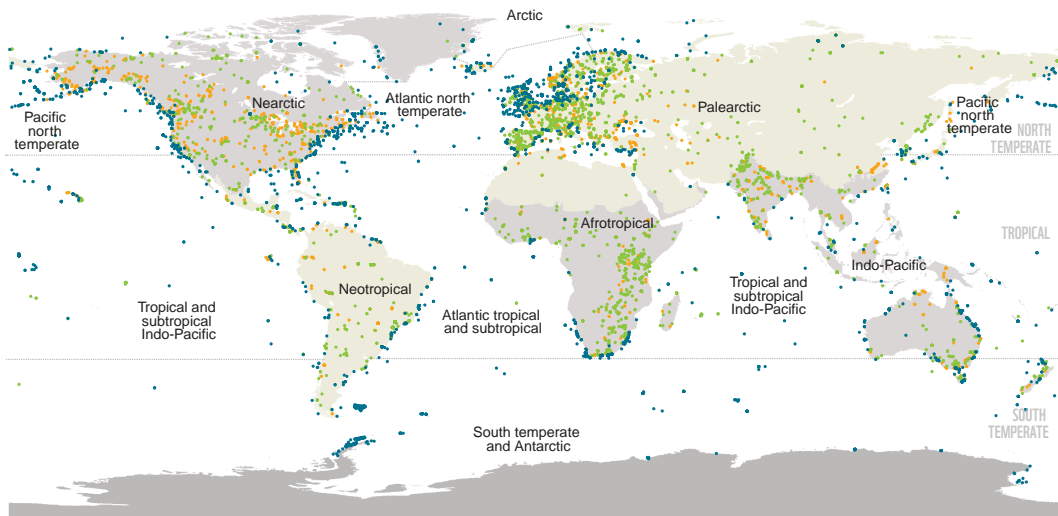 Arctic
Nearctic
Atlantic north
temperate
Palearctic
Pacific
north
temperate
Pacific
north
temperate
NORTH
TEMPERATE
Afrotropical
TROPICAL
Indo-Pacific
Neotropical
Tropical and
subtropical
Indo-Pacific
Atlantic tropical
and subtropical
Tropical and
subtropical
Indo-Pacific
SOUTH
TEMPERATE
South temperate
and Antarctic